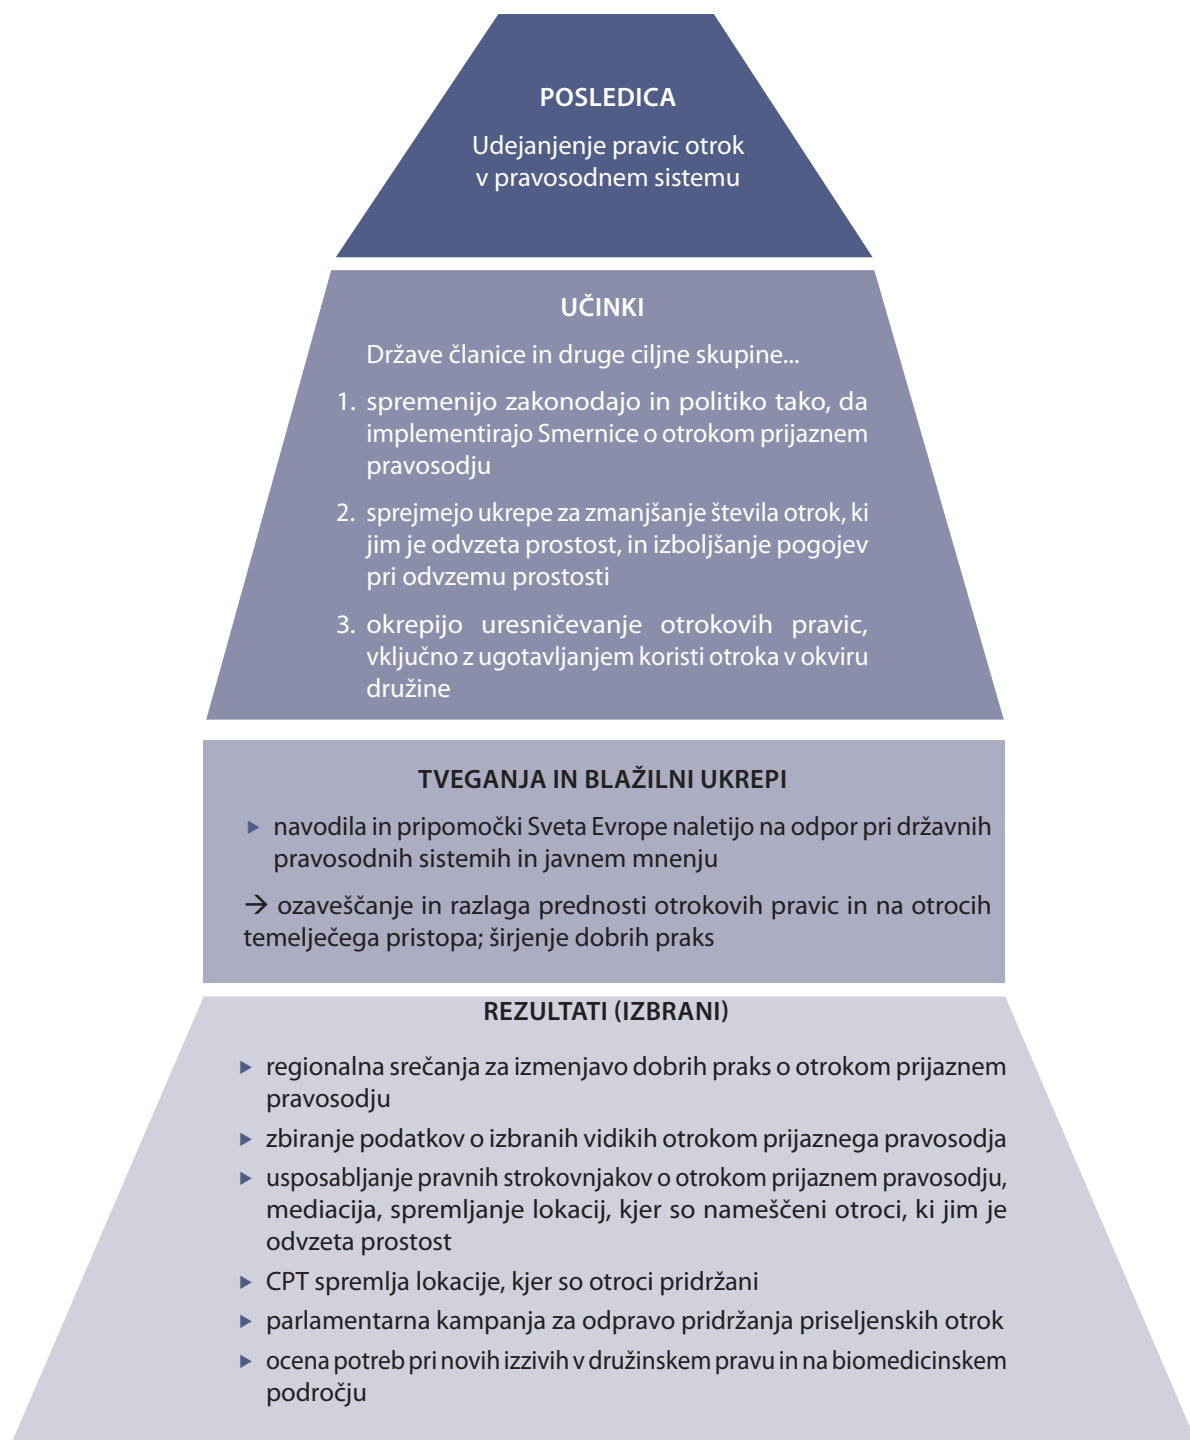 POSLEDICA
Udejanjenje pravic otrok
v pravosodnem sistemu
UČINKI
Države članice in druge ciljne skupine...
1. spremenijo zakonodajo in politiko tako, da
implementirajo Smernice o otrokom prijaznem
pravosodju
2. sprejmejo ukrepe za zmanjšanje števila otrok, ki
jim je odvzeta prostost, in izboljšanje pogojev
pri odvzemu prostosti
3. okrepijo uresničevanje otrokovih pravic,
vključno z ugotavljanjem koristi otroka v okviru
družine
TVEGANJA IN BLAŽILNI UKREPI
▶ navodila in pripomočki Sveta Evrope naletijo na odpor pri državnih
pravosodnih sistemih in javnem mnenju
→ ozaveščanje in razlaga prednosti otrokovih pravic in na otrocih
temelječega pristopa; širjenje dobrih praks
REZULTATI (IZBRANI)
▶ regionalna srečanja za izmenjavo dobrih praks o otrokom prijaznem
pravosodju
▶ zbiranje podatkov o izbranih vidikih otrokom prijaznega pravosodja
▶ usposabljanje pravnih strokovnjakov o otrokom prijaznem pravosodju,
mediacija, spremljanje lokacij, kjer so nameščeni otroci, ki jim je
odvzeta prostost
▶ CPT spremlja lokacije, kjer so otroci pridržani
▶ parlamentarna kampanja za odpravo pridržanja priseljenskih otrok
▶ ocena potreb pri novih izzivih v družinskem pravu in na biomedicinskem
področju